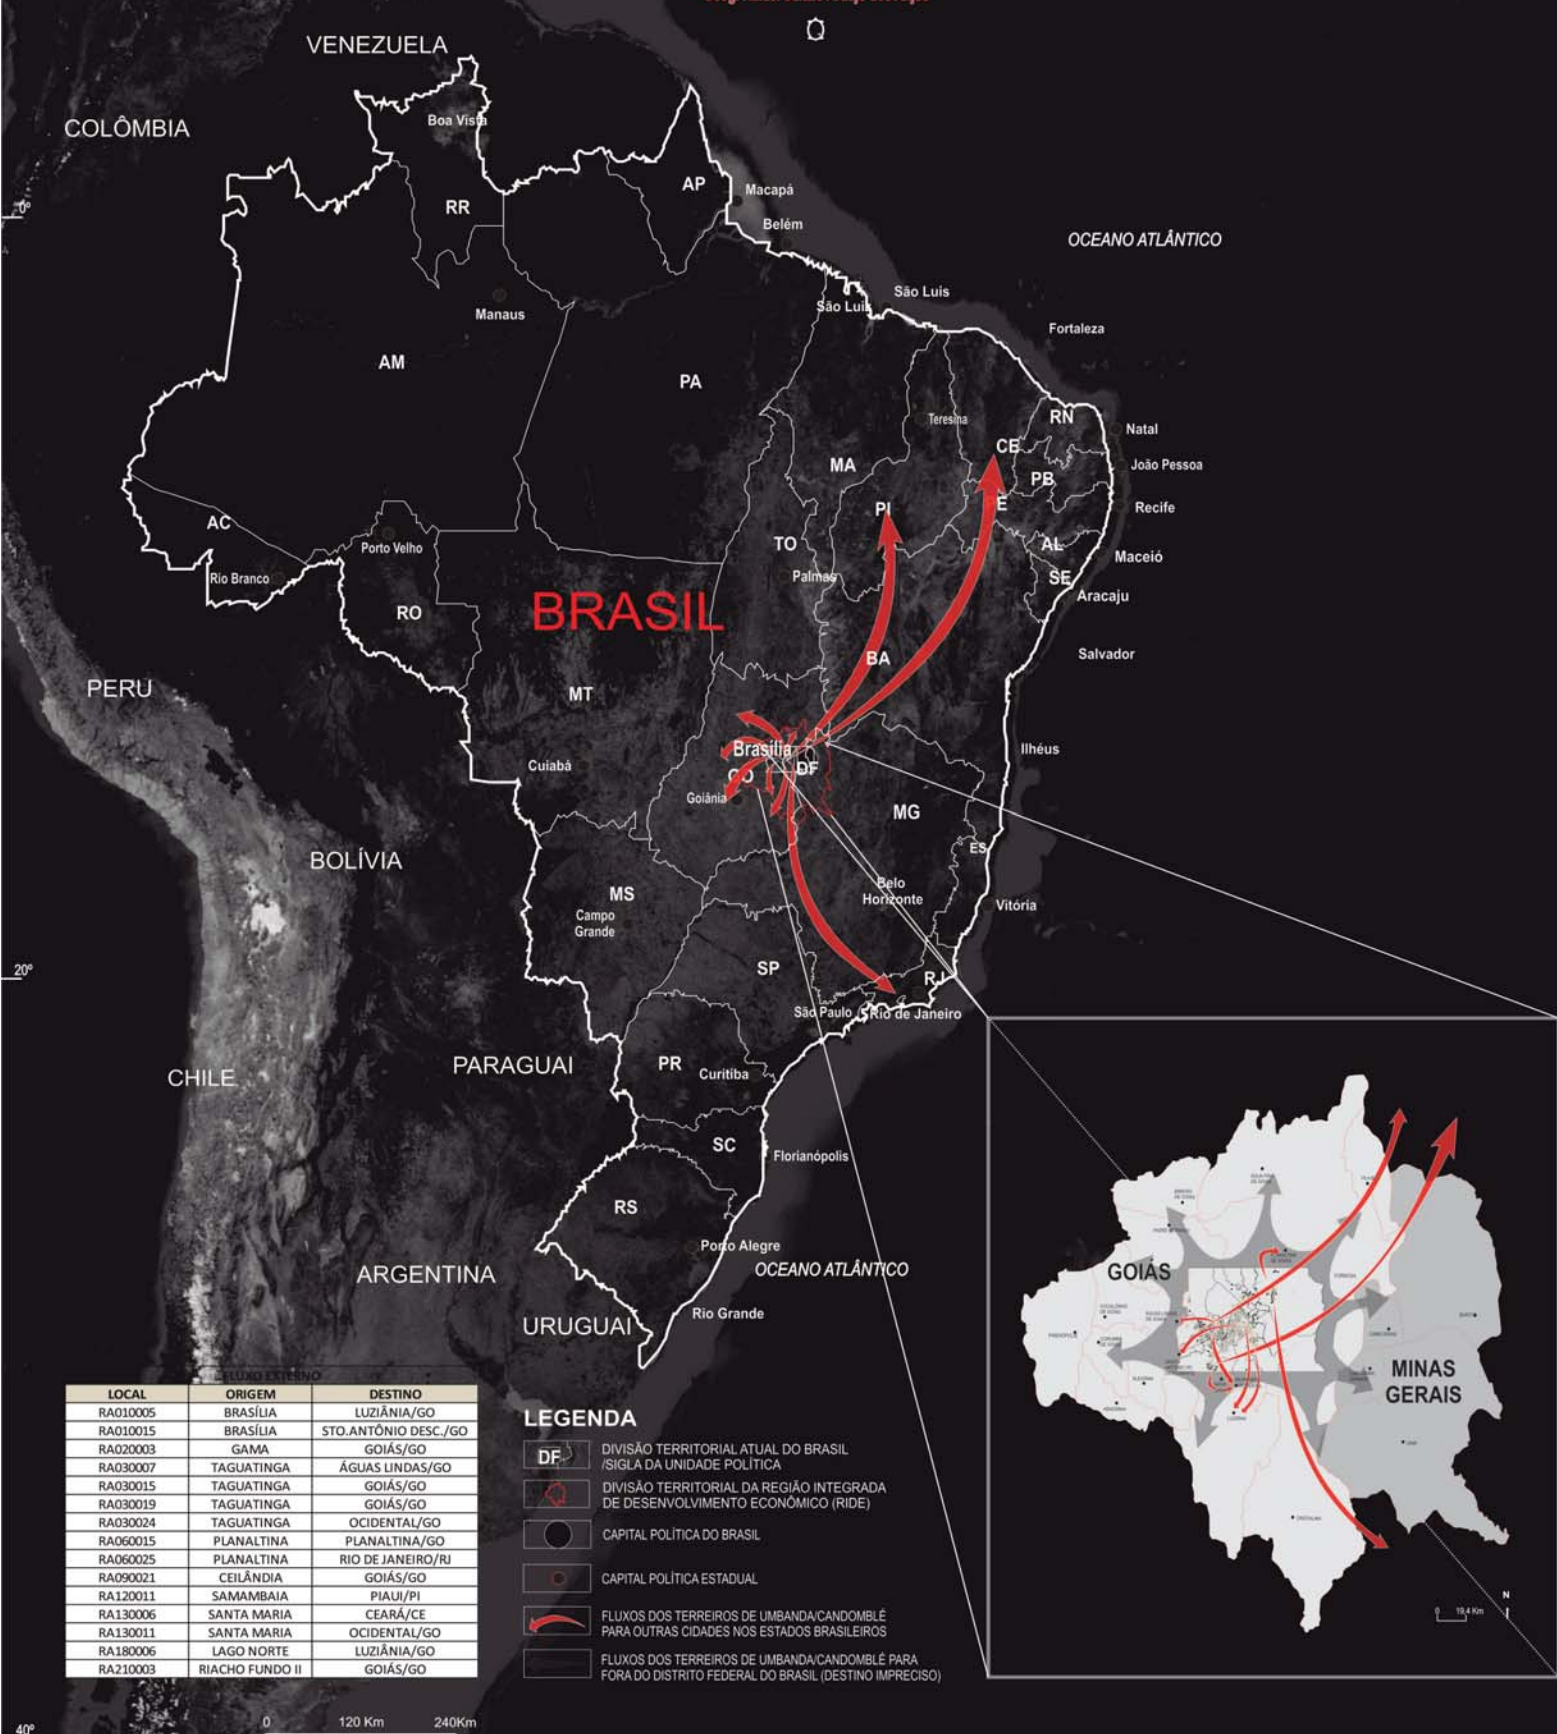 VENEZUELA
COLÔMBIA
Boa Vista
AP
Macapá
RR
Belém
0º
OCEANO ATLÂNTICO
São Luis
São Luis
Manaus
Fortaleza
AM
PA
RN
Teresina
Natal
CE
MA
João Pessoa
PB
PI
E
Recife
AC
TO
AL
Porto Velho
Maceió
Palmas
SE
Rio Branco
Aracaju
RO
BRASIL
BA
Salvador
PERU
MT
Brasília
Ilhéus
Cuiabá
GO
DF
Goiânia
MG
ES
BOLÍVIA
Belo
Horizonte
MS
Vitória
Campo
Grande
SP
20º
RJ
São Paulo
Rio de Janeiro
PARAGUAI
PR
Curitiba
CHILE
SC
Florianópolis
RS
Porto Alegre
OCEANO ATLÂNTICO
ARGENTINA
Rio Grande
URUGUAI
GOIÁS
MINAS
GERAIS
N
0 19,4 Km
FLUXO EXTERNO
LOCAL ORIGEM DESTINO
RA010005 BRASÍLIA LUZIÂNIA/GO
RA010015 BRASÍLIA STO.ANTÔNIO DESC./GO
RA020003 GAMA GOIÁS/GO
RA030007 TAGUATINGA ÁGUAS LINDAS/GO
RA030015 TAGUATINGA GOIÁS/GO
RA030019 TAGUATINGA GOIÁS/GO
RA030024 TAGUATINGA OCIDENTAL/GO
RA060015 PLANALTINA PLANALTINA/GO
RA060025 PLANALTINA RIO DE JANEIRO/RJ
RA090021 CEILÂNDIA GOIÁS/GO
RA120011 SAMAMBAIA PIAUI/PI
RA130006 SANTA MARIA CEARÁ/CE
RA130011 SANTA MARIA OCIDENTAL/GO
RA180006 LAGO NORTE LUZIÂNIA/GO
RA210003 RIACHO FUNDO II GOIÁS/GO
LEGENDA
DF
DIVISÃO TERRITORIAL ATUAL DO BRASIL
/SIGLA DA UNIDADE POLÍTICA
DIVISÃO TERRITORIAL DA REGIÃO INTEGRADA
DE DESENVOLVIMENTO ECONÔMICO (RIDE)
CAPITAL POLÍTICA DO BRASIL
CAPITAL POLÍTICA ESTADUAL
FLUXOS DOS TERREIROS DE UMBANDA/CANDOMBLÉ
PARA OUTRAS CIDADES NOS ESTADOS BRASILEIROS
FLUXOS DOS TERREIROS DE UMBANDA/CANDOMBLÉ PARA
FORA DO DISTRITO FEDERAL DO BRASIL (DESTINO IMPRECISO)
0 120 Km 240Km
40º